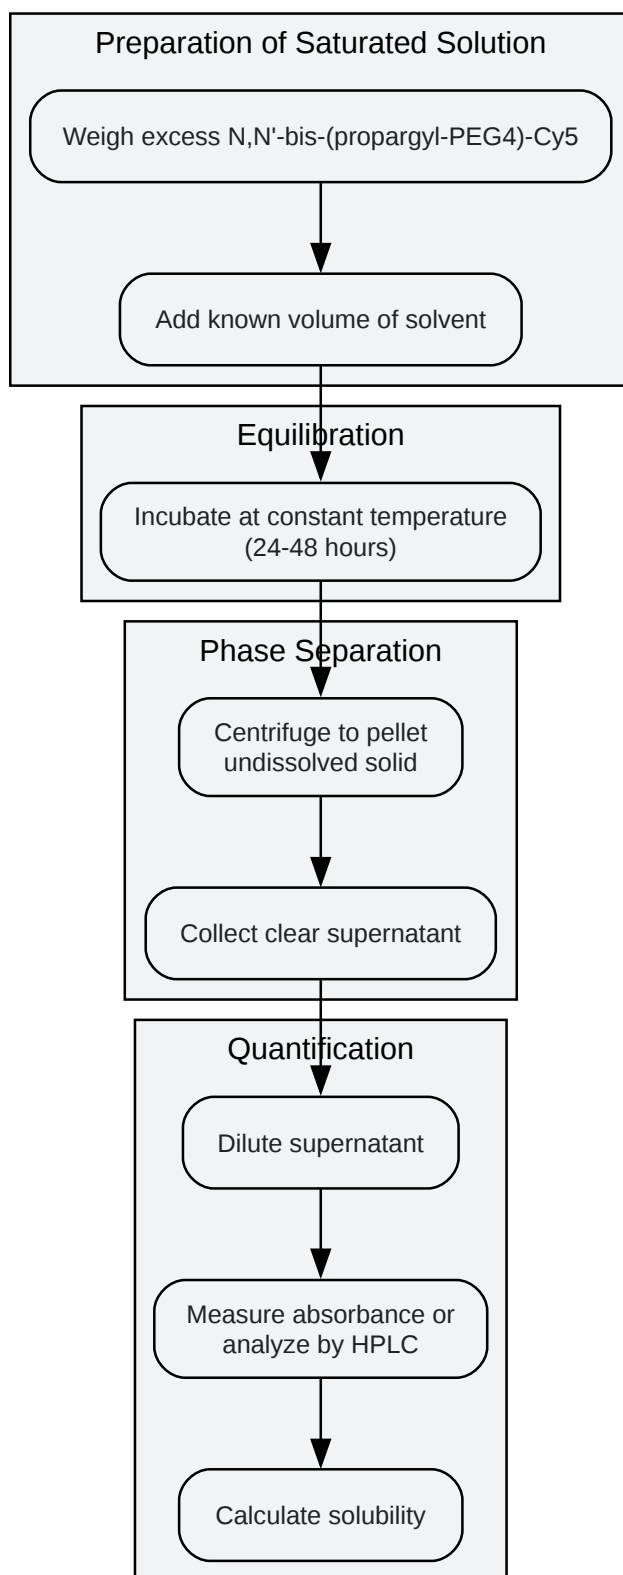 Preparation of Saturated Solution
Weigh excess N,N'-bis-(propargyl-PEG4)-Cy5
Add known volume of solvent
Equilibration
Incubate at constant temperature
(24-48 hours)
Phase Separation
Centrifuge to pellet
undissolved solid
Collect clear supernatant
Quantification
Dilute supernatant
Measure absorbance or
analyze by HPLC
Calculate solubility